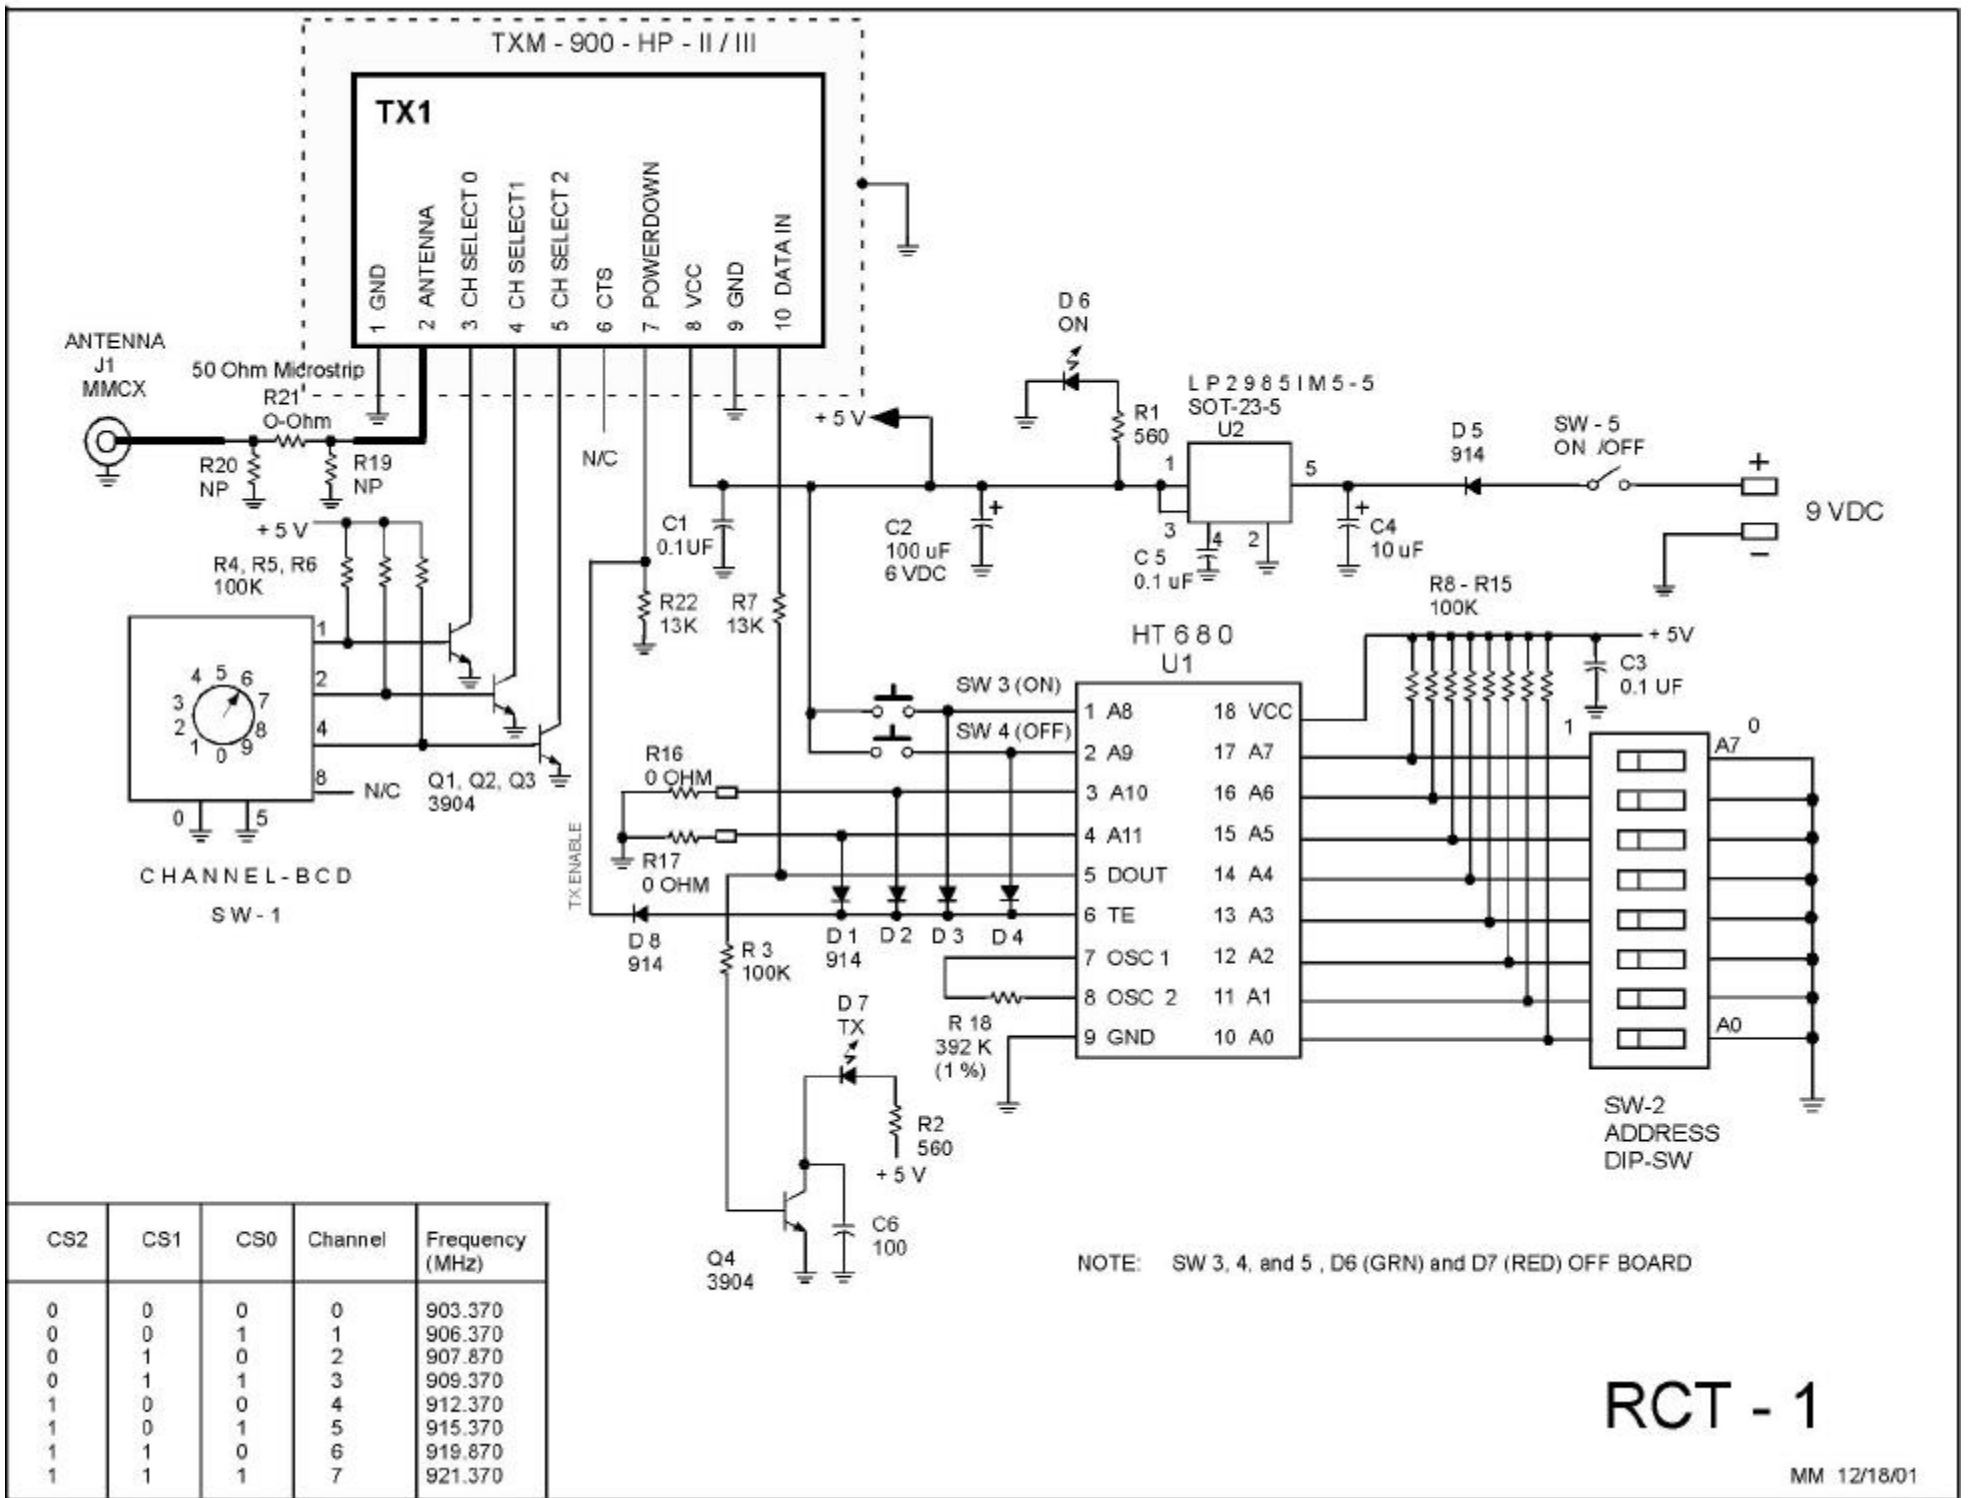 TXM - 900 - HP - II / III
TX1
1 GND
2 ANTENNA
3 CH SELECT 0
4 CH SELECT1
5 CH SELECT 2
6 CTS
7 POWERDOWN
8 VCC
9 GND
10 DATA IN
ANTENNA
J1
MMCX
50 Ohm Microstrip
R21
O-Ohm
R20
NP
R19
NP
N/C
+ 5 V
D 6
ON
R1
560
L P 2 9 8 5 I M 5 - 5
SOT-23-5
U2
1
3
4
2
5
D 5
914
SW - 5
ON /OFF
+
9 VDC
−
+ 5 V
R4, R5, R6
100K
C1
0.1UF
C2
100 uF
6 VDC
+
C 5
0.1 uF
+
C4
10 uF
R22
13K
R7
13K
R8 - R15
100K
+ 5V
C3
0.1 UF
HT 6 8 0
U1
1
2
4
8
N/C
0 1 2 3 4 5 6 7 8 9
0
5
Q1, Q2, Q3
3904
CHANNEL-BCD
SW-1
SW 3 (ON)
SW 4 (OFF)
R16
0 OHM
R17
0 OHM
TX ENABLE
1 A8
2 A9
3 A10
4 A11
5 DOUT
6 TE
7 OSC 1
8 OSC 2
9 GND
18 VCC
17 A7
16 A6
15 A5
14 A4
13 A3
12 A2
11 A1
10 A0
1
0
A7
A0
D 8
914
R 3
100K
D 1
914
D 2
D 3
D 4
R 18
392 K
(1 %)
D 7
TX
R2
560
+ 5 V
C6
100
Q4
3904
SW-2
ADDRESS
DIP-SW
NOTE: SW 3, 4, and 5 , D6 (GRN) and D7 (RED) OFF BOARD
CS2 CS1 CS0 Channel Frequency (MHz)
0 0 0 0 903.370
0 0 1 1 906.370
0 1 0 2 907.870
0 1 1 3 909.370
1 0 0 4 912.370
1 0 1 5 915.370
1 1 0 6 919.870
1 1 1 7 921.370
RCT - 1
MM 12/18/01